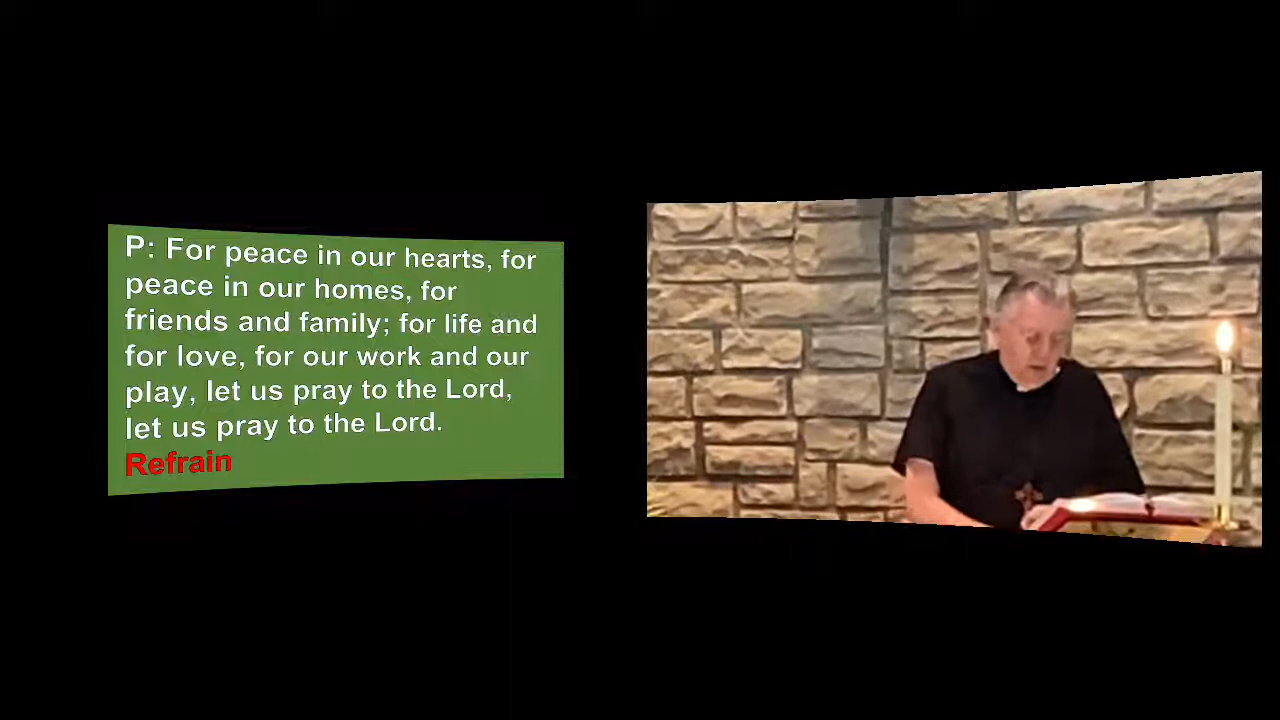 P: For peace in our hearts, for
peace in our homes, for
friends and family; for life and
for love, for our work and our
play, let us pray to the Lord,
let us pray to the Lord.
Refrain